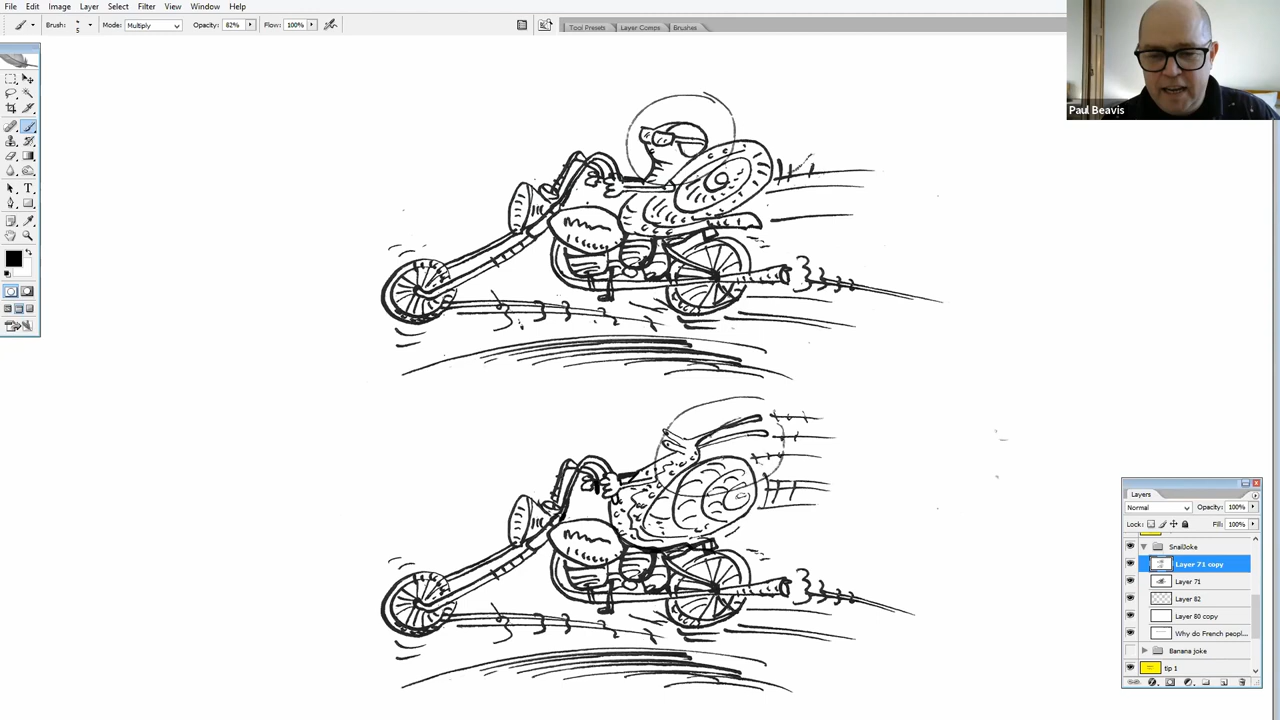 File Edit Image Layer Select Filter View Window Help
Brush: 5 Mode: Multiply Opacity: 82% Flow: 100% Tool Presets Layer Comps Brushes
Paul Beavis
Layers
Normal Opacity: 100%
Lock: Fill: 100%
SnailJoke
Layer 71 copy
Layer 71
Layer 82
Layer 80 copy
Why do French peopl...
Banana joke
tip 1